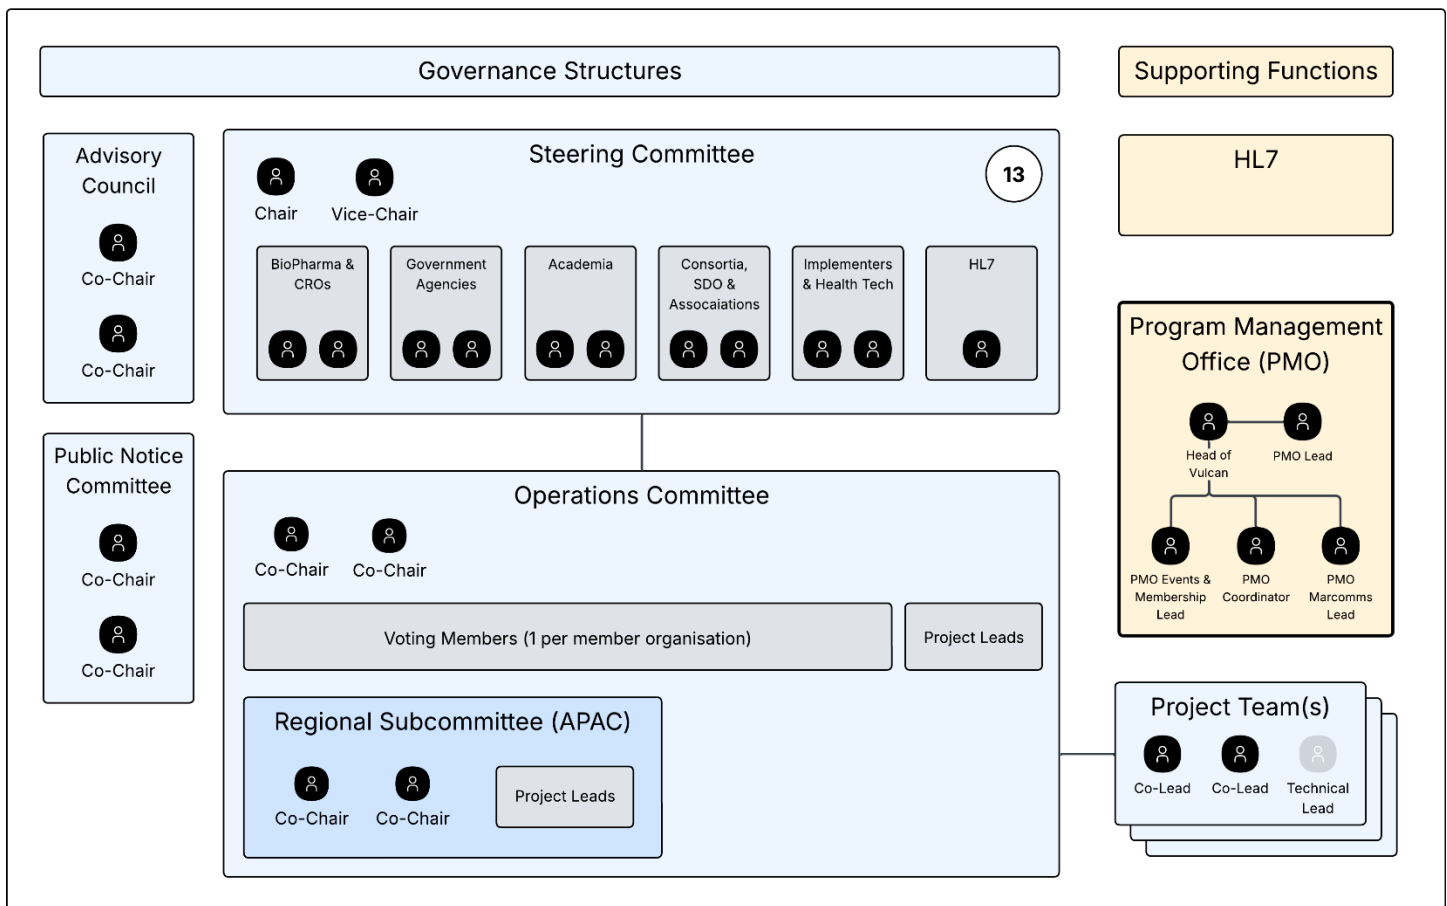 Governance Structures
Supporting Functions
Advisory
Council
Co-Chair
Co-Chair
Public Notice
Committee
Co-Chair
Co-Chair
Steering Committee
13
Chair
Vice-Chair
BioPharma &
CROs
Government
Agencies
Academia
Consortia,
SDO &
Assocaiations
Implementers
& Health Tech
HL7
Operations Committee
Co-Chair
Co-Chair
Voting Members (1 per member organisation)
Project Leads
Regional Subcommittee (APAC)
Co-Chair
Co-Chair
Project Leads
HL7
Program Management
Office (PMO)
Head of
Vulcan
PMO Lead
PMO Events &
Membership
Lead
PMO
Coordinator
PMO
Marcomms
Lead
Project Team(s)
Co-Lead
Co-Lead
Technical
Lead